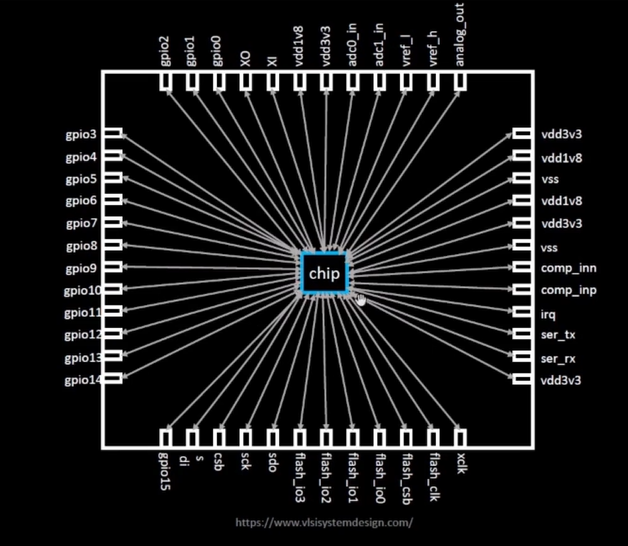 gpio2
gpio1
gpio0
XO
XI
vdd1v8
vdd3v3
adc0_in
adc1_in
vref_l
vref_h
analog_out
gpio3
gpio4
gpio5
gpio6
gpio7
gpio8
gpio9
gpio10
gpio11
gpio12
gpio13
gpio14
chip
vdd3v3
vdd1v8
vss
vdd1v8
vdd3v3
vss
comp_inn
comp_inp
irq
ser_tx
ser_rx
vdd3v3
gpio15
s
di
csb
sck
sdo
flash_io3
flash_io2
flash_io1
flash_io0
flash_csb
flash_clk
xclk
https://www.vlsisystemdesign.com/